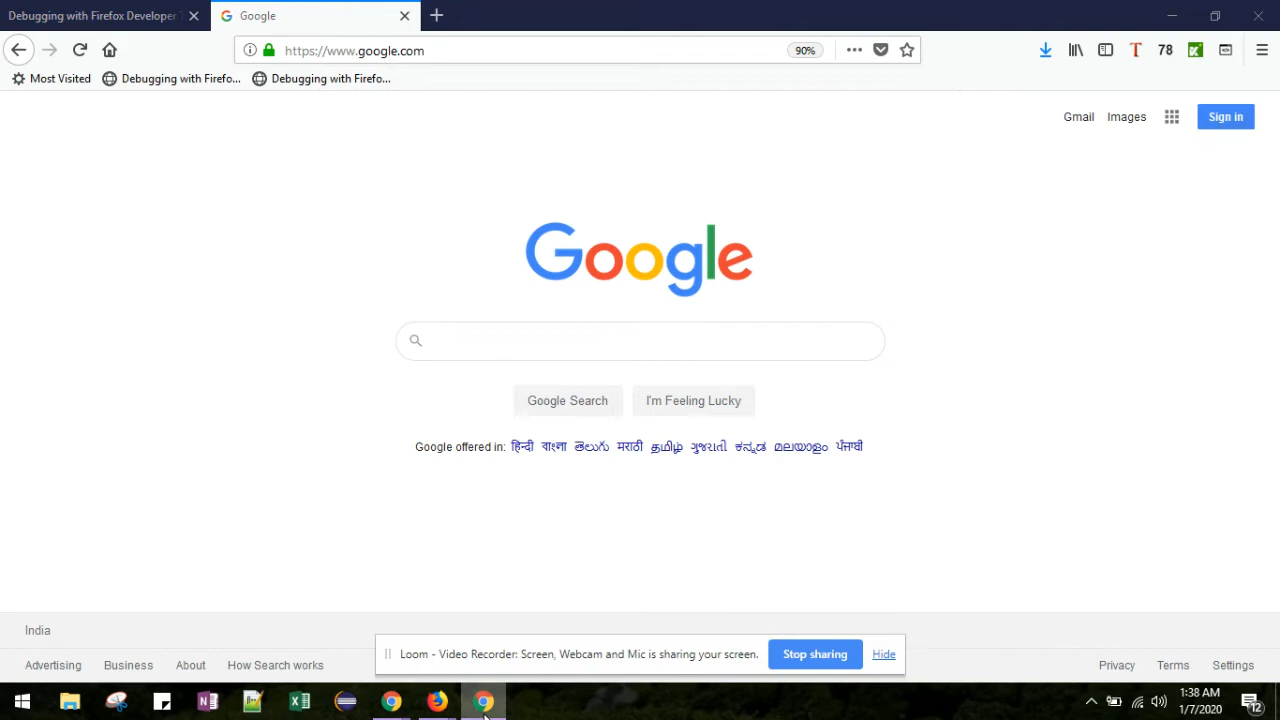 Debugging with Firefox Developer
Google
https://www.google.com
90%
78
Most Visited
Debugging with Firefo...
Debugging with Firefo...
Gmail
Images
Sign in
Google
Google Search
I'm Feeling Lucky
Google offered in: हिन्दी বাংলা తెలుగు मराठी தமிழ் ગુજરાતી ಕನ್ನಡ മലയാളം ਪੰਜਾਬੀ
India
Loom - Video Recorder: Screen, Webcam and Mic is sharing your screen.
Stop sharing
Hide
Advertising
Business
About
How Search works
Privacy
Terms
Settings
1:38 AM
1/7/2020
12